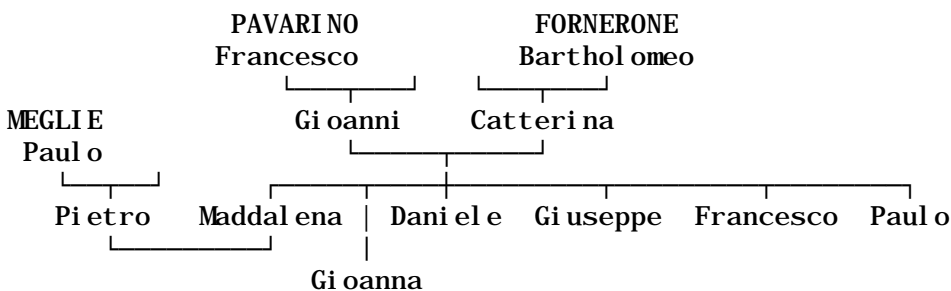 PAVARINO FORNERONE
Francesco Bartholomeo
MEGLIE Gioanni Catterina
Paulo
Pietro Maddalena Daniele Giuseppe Francesco Paulo
Gioanna